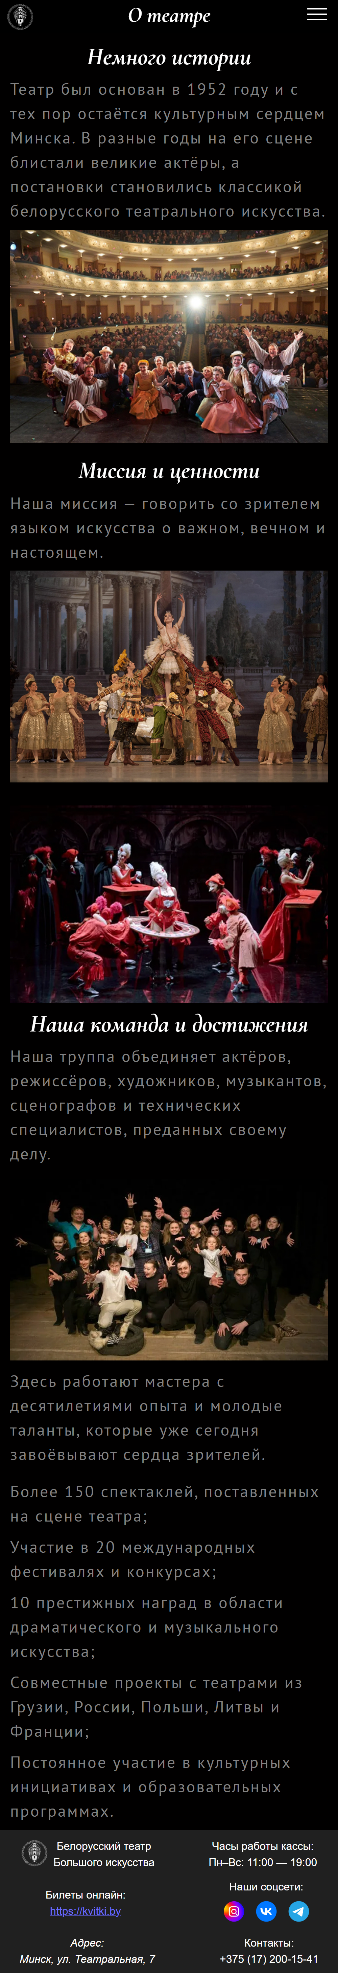 О театре
Немного истории
Театр был основан в 1952 году и с
тех пор остаётся культурным сердцем
Минска. В разные годы на его сцене
блистали великие актёры, а
постановки становились классикой
белорусского театрального искусства.
Миссия и ценности
Наша миссия — говорить со зрителем
языком искусства о важном, вечном и
настоящем.
Наша команда и достижения
Наша труппа объединяет актёров,
режиссёров, художников, музыкантов,
сценографов и технических
специалистов, преданных своему
делу.
Здесь работают мастера с
десятилетиями опыта и молодые
таланты, которые уже сегодня
завоёвывают сердца зрителей.
Более 150 спектаклей, поставленных
на сцене театра;
Участие в 20 международных
фестивалях и конкурсах;
10 престижных наград в области
драматического и музыкального
искусства;
Совместные проекты с театрами из
Грузии, России, Польши, Литвы и
Франции;
Постоянное участие в культурных
инициативах и образовательных
программах.
Белорусский театр
Большого искусства
Часы работы кассы:
Пн–Вс: 11:00 — 19:00
Билеты онлайн:
https://kvitki.by
Наши соцсети:
Адрес:
Минск, ул. Театральная, 7
Контакты:
+375 (17) 200-15-41